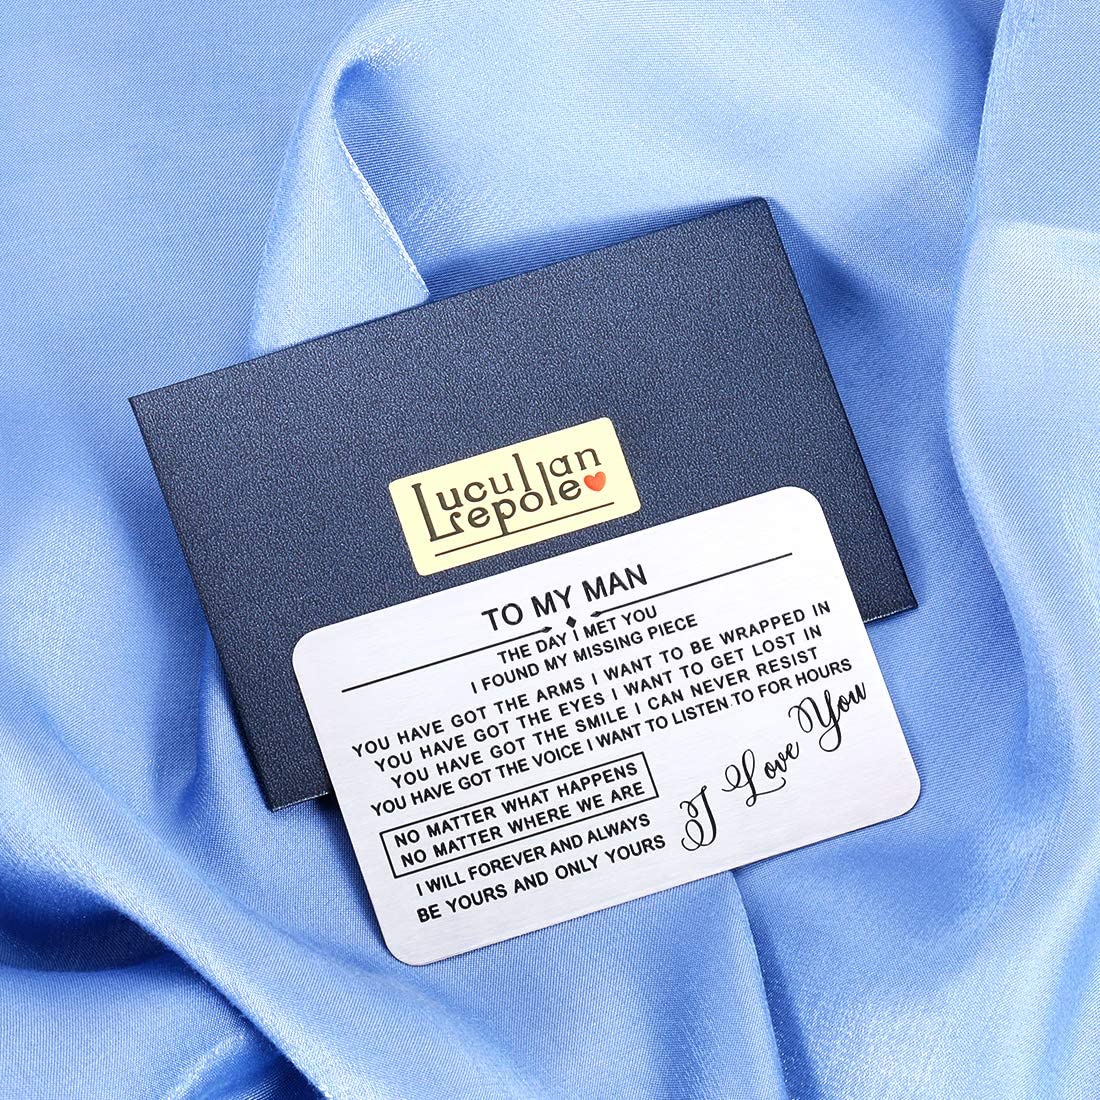 Lucullan
repole
TO MY MAN
THE DAY I MET YOU
I FOUND MY MISSING PIECE
YOU HAVE GOT THE ARMS I WANT TO BE WRAPPED IN
YOU HAVE GOT THE EYES I WANT TO GET LOST IN
YOU HAVE GOT THE SMILE I CAN NEVER RESIST
YOU HAVE GOT THE VOICE I WANT TO LISTEN TO FOR HOURS
NO MATTER WHAT HAPPENS
NO MATTER WHERE WE ARE
I WILL FOREVER AND ALWAYS
BE YOURS AND ONLY YOURS
I Love You